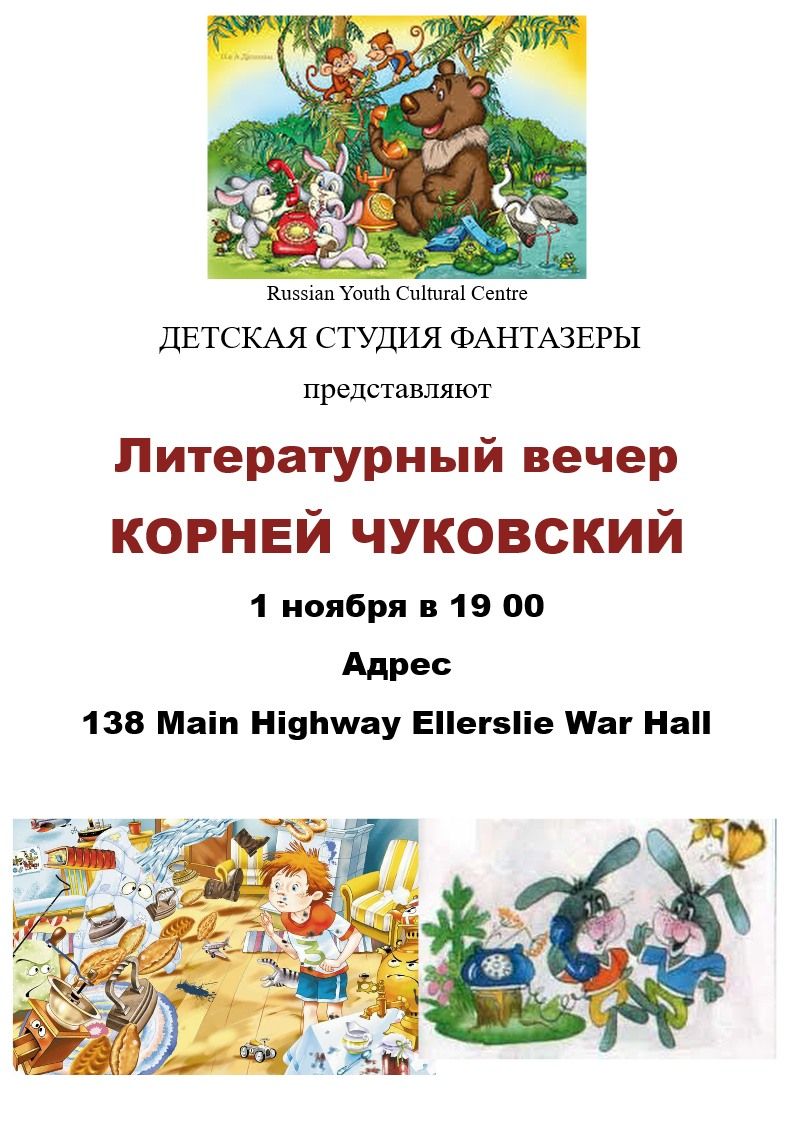 Russian Youth Cultural Centre
ДЕТСКАЯ СТУДИЯ ФАНТАЗЕРЫ
представляют
Литературный вечер
КОРНЕЙ ЧУКОВСКИЙ
1 ноября в 19 00
Адрес
138 Main Highway Ellerslie War Hall
3